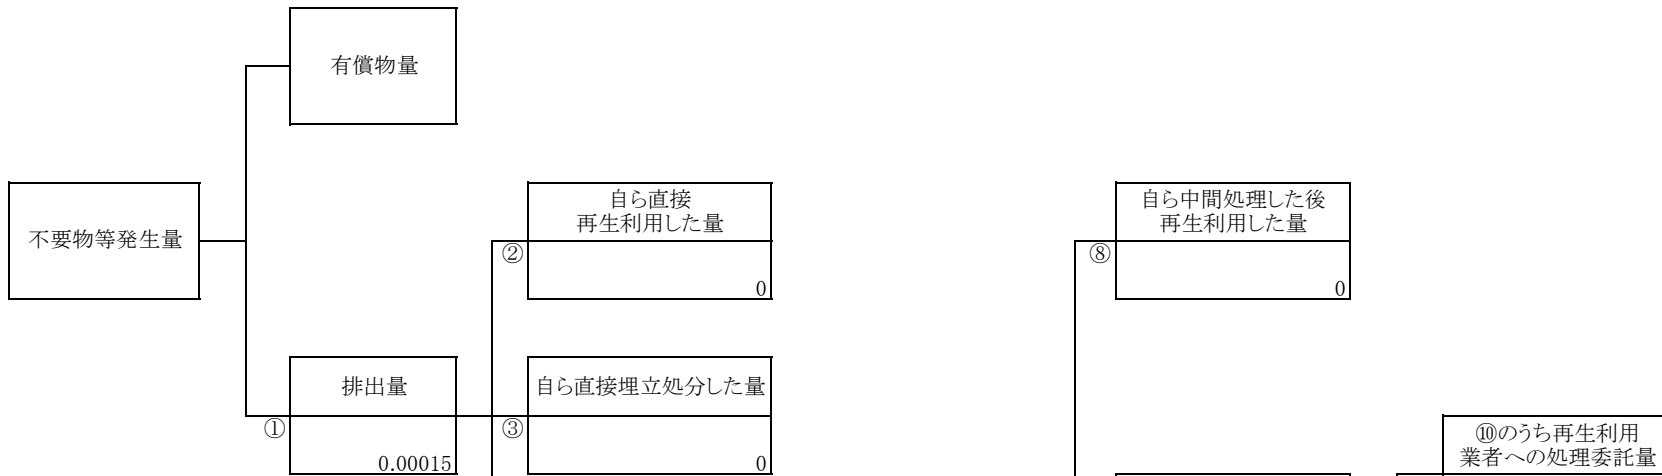 有償物量
不要物等発生量
自ら直接
再生利用した量
②
0
自ら中間処理した後
再生利用した量
⑧
0
排出量
①
0.00015
自ら直接埋立処分した量
③
0
⑩のうち再生利用
業者への処理委託量